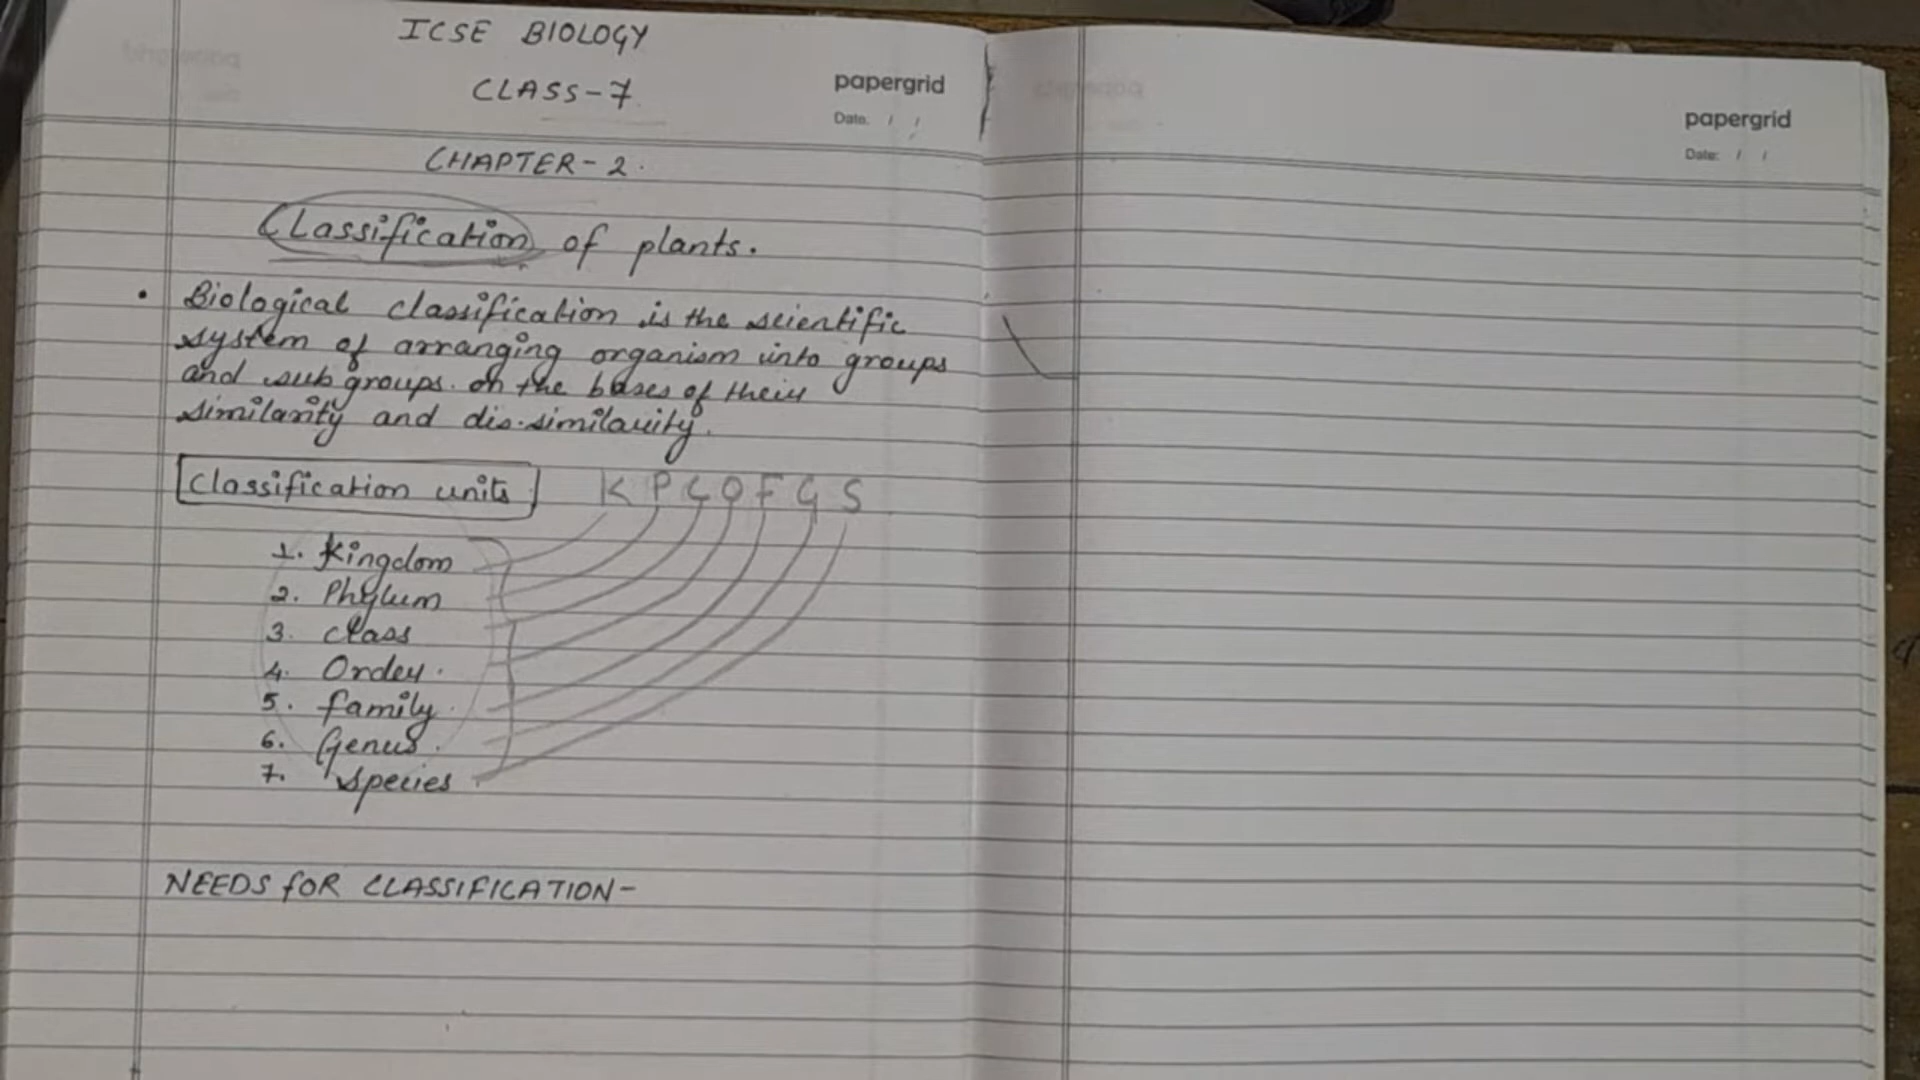 ICSE BIOLOGY
CLASS-7
papergrid
Date: / /
CHAPTER-2.
Classification of plants.
• Biological classification is the scientific
system of arranging organism into groups
and sub groups. on the bases of their
similarity and dis-similarity.
Classification units K P C O F G S
1. Kingdom
2. Phylum
3. class
4. Order.
5. family.
6. Genus.
7. Species
NEEDS FOR CLASSIFICATION-
papergrid
Date: / /